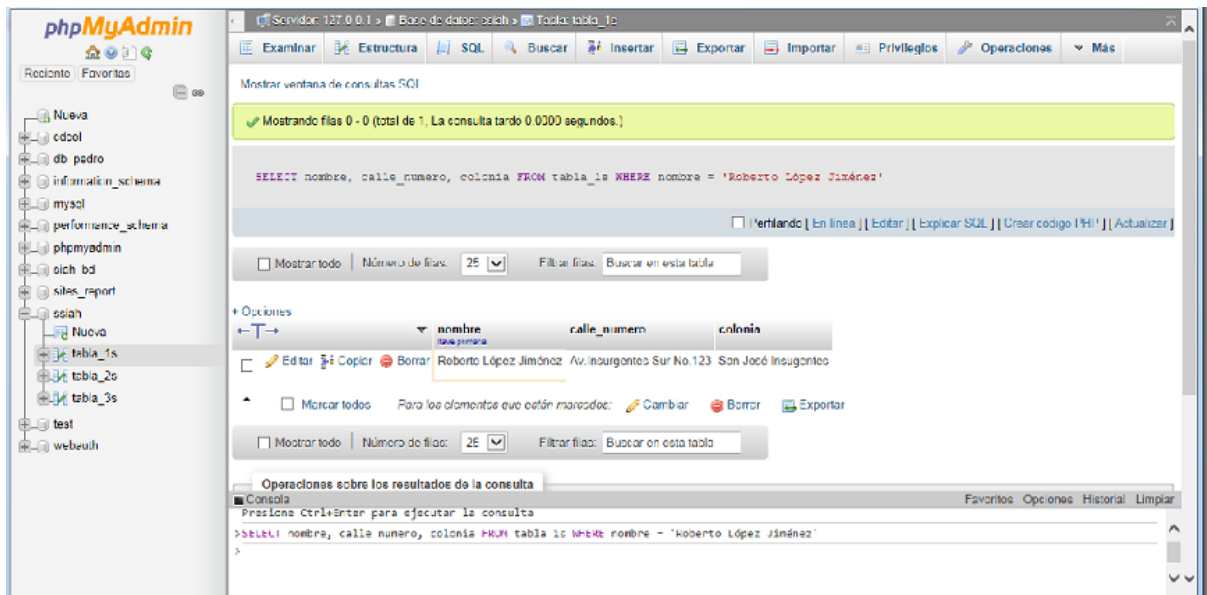 phpMyAdmin
Reciente Favoritas
Nueva
cdcol
db_pedro
information_schema
mysql
performance_schema
phpmyadmin
sich_bd
sites_report
ssiah
Nueva
tabla_1s
tabla_2s
tabla_3s
test
webauth
Servidor: 127.0.0.1 » Base de datos: ssiah » Tabla: tabla_1s
Examinar Estructura SQL Buscar Insertar Exportar Importar Privilegios Operaciones Más
Mostrar ventana de consultas SQL
Mostrando filas 0 - 0 (total de 1, La consulta tardo 0.0000 segundos.)
SELECT nombre, calle_numero, colonia FROM tabla_1s WHERE nombre = 'Roberto López Jiménez'
Perfilando [ En línea ] [ Editar ] [ Explicar SQL ] [ Crear código PHP ] [ Actualizar ]
Mostrar todo Número de filas: 25 Filtrar filas: Buscar en esta tabla
+ Opciones
←T→ nombre calle_numero colonia
llave primaria
Editar Copiar Borrar Roberto López Jiménez Av.Insurgentes Sur No.123 San José Insugentes
Marcar todos Para los elementos que están marcados: Cambiar Borrar Exportar
Mostrar todo Número de filas: 25 Filtrar filas: Buscar en esta tabla
Operaciones sobre los resultados de la consulta
Consola Favoritos Opciones Historial Limpiar
Presione Ctrl+Enter para ejecutar la consulta
>SELECT nombre, calle_numero, colonia FROM tabla_1s WHERE nombre = 'Roberto López Jiménez'
>